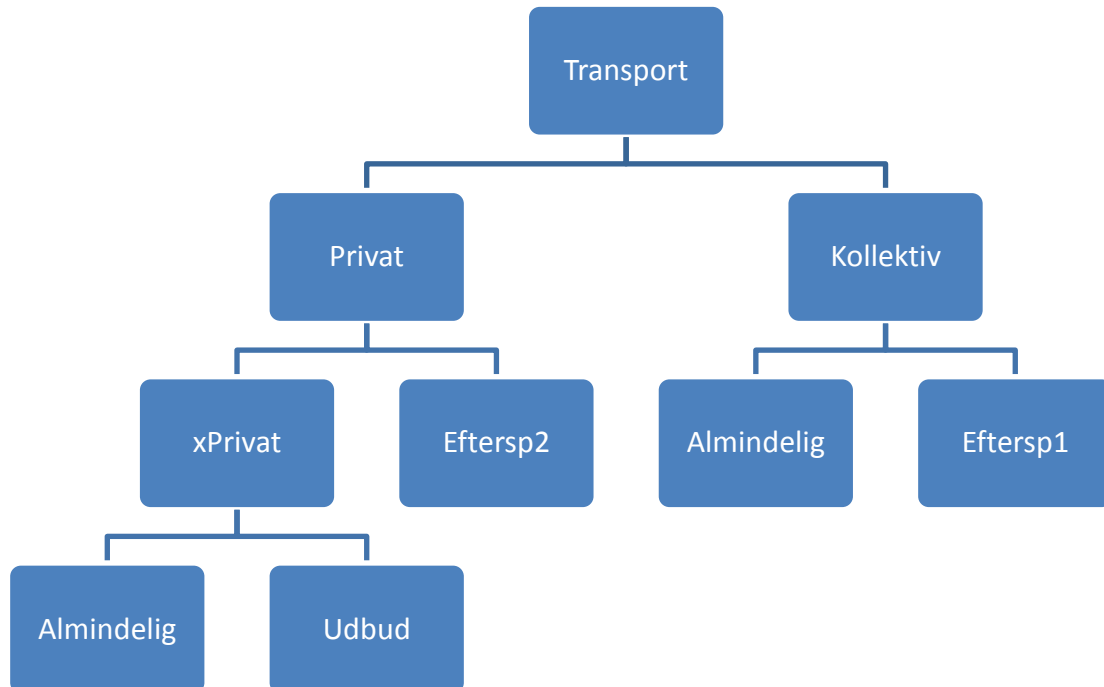 Transport
Privat
Kollektiv
xPrivat
Eftersp2
Almindelig
Eftersp1
Almindelig
Udbud